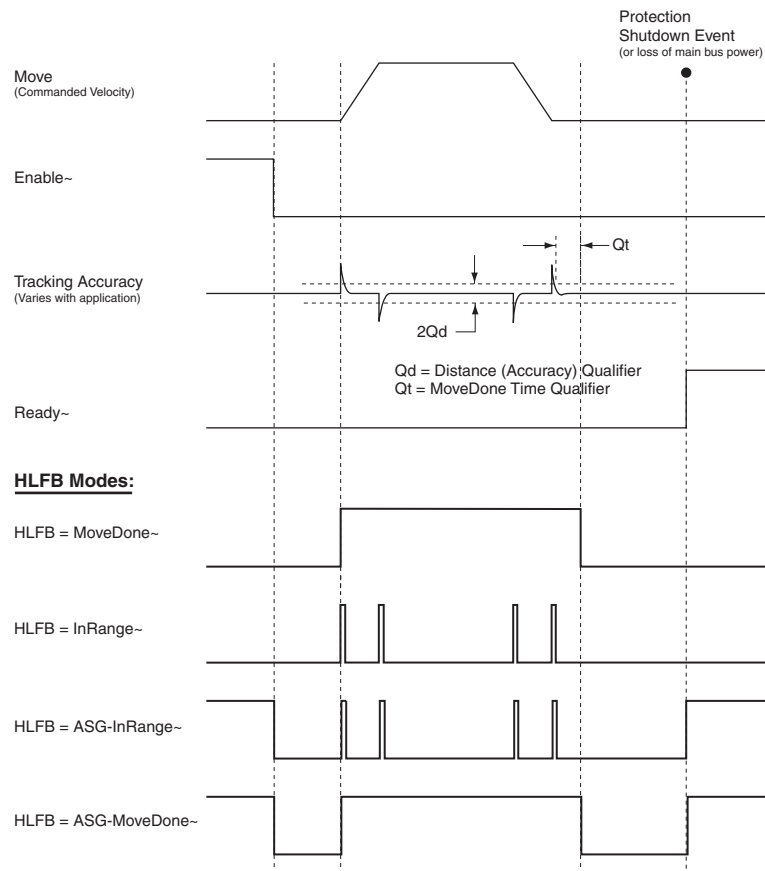 Protection
Shutdown Event
(or loss of main bus power)
Move
(Commanded Velocity)
Enable~
Qt
Tracking Accuracy
(Varies with application)
2Qd
Qd = Distance (Accuracy) Qualifier
Qt = MoveDone Time Qualifier
Ready~
HLFB Modes:
HLFB = MoveDone~
HLFB = InRange~
HLFB = ASG-InRange~
HLFB = ASG-MoveDone~